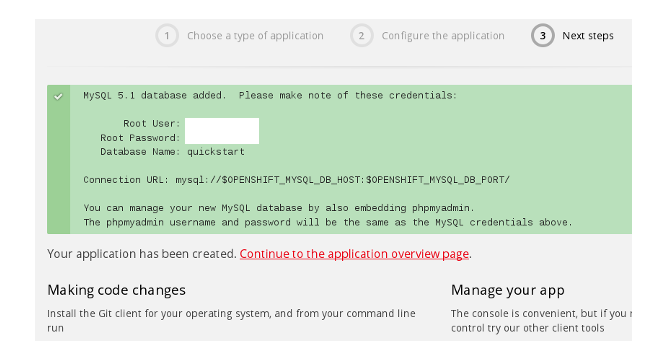 1 Choose a type of application 2 Configure the application 3 Next steps
MySQL 5.1 database added.  Please make note of these credentials:
Root User:
Root Password:
Database Name: quickstart
Connection URL: mysql://$OPENSHIFT_MYSQL_DB_HOST:$OPENSHIFT_MYSQL_DB_PORT/
You can manage your new MySQL database by also embedding phpmyadmin.
The phpmyadmin username and password will be the same as the MySQL credentials above.
Your application has been created. Continue to the application overview page.
Making code changes
Install the Git client for your operating system, and from your command line
run
Manage your app
The console is convenient, but if you
control try our other client tools